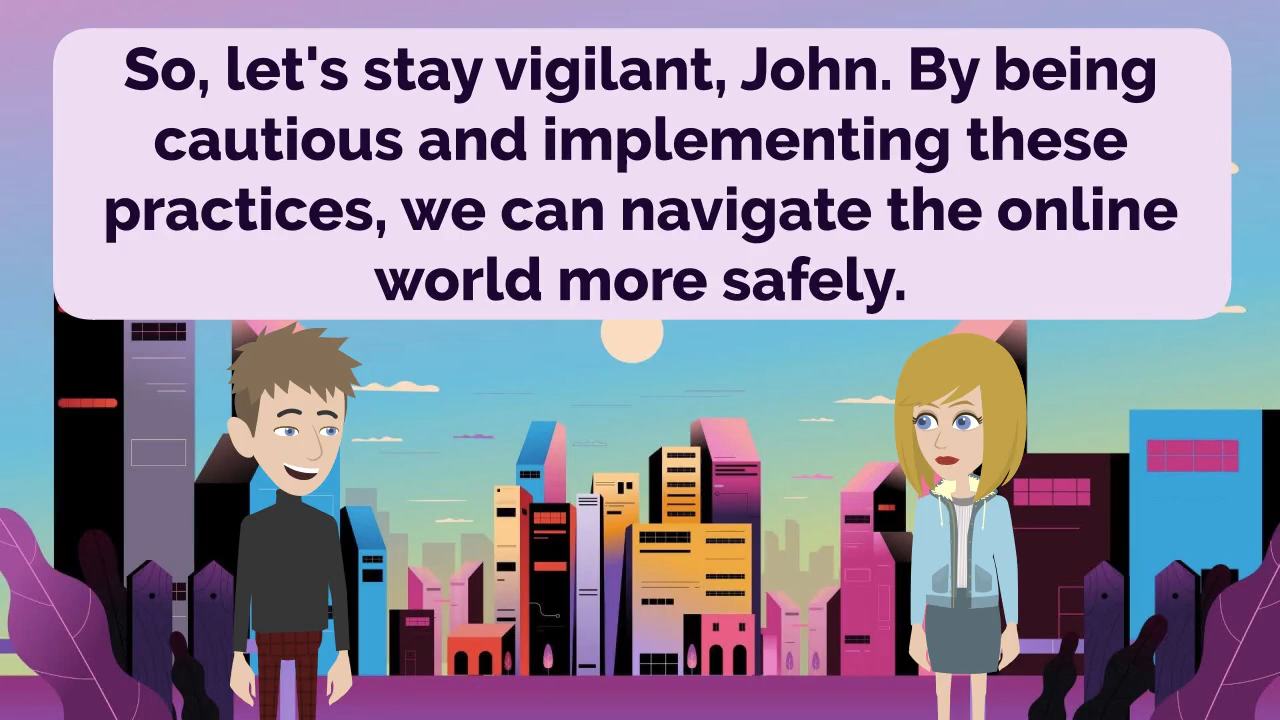 So, let's stay vigilant, John. By being
cautious and implementing these
practices, we can navigate the online
world more safely.